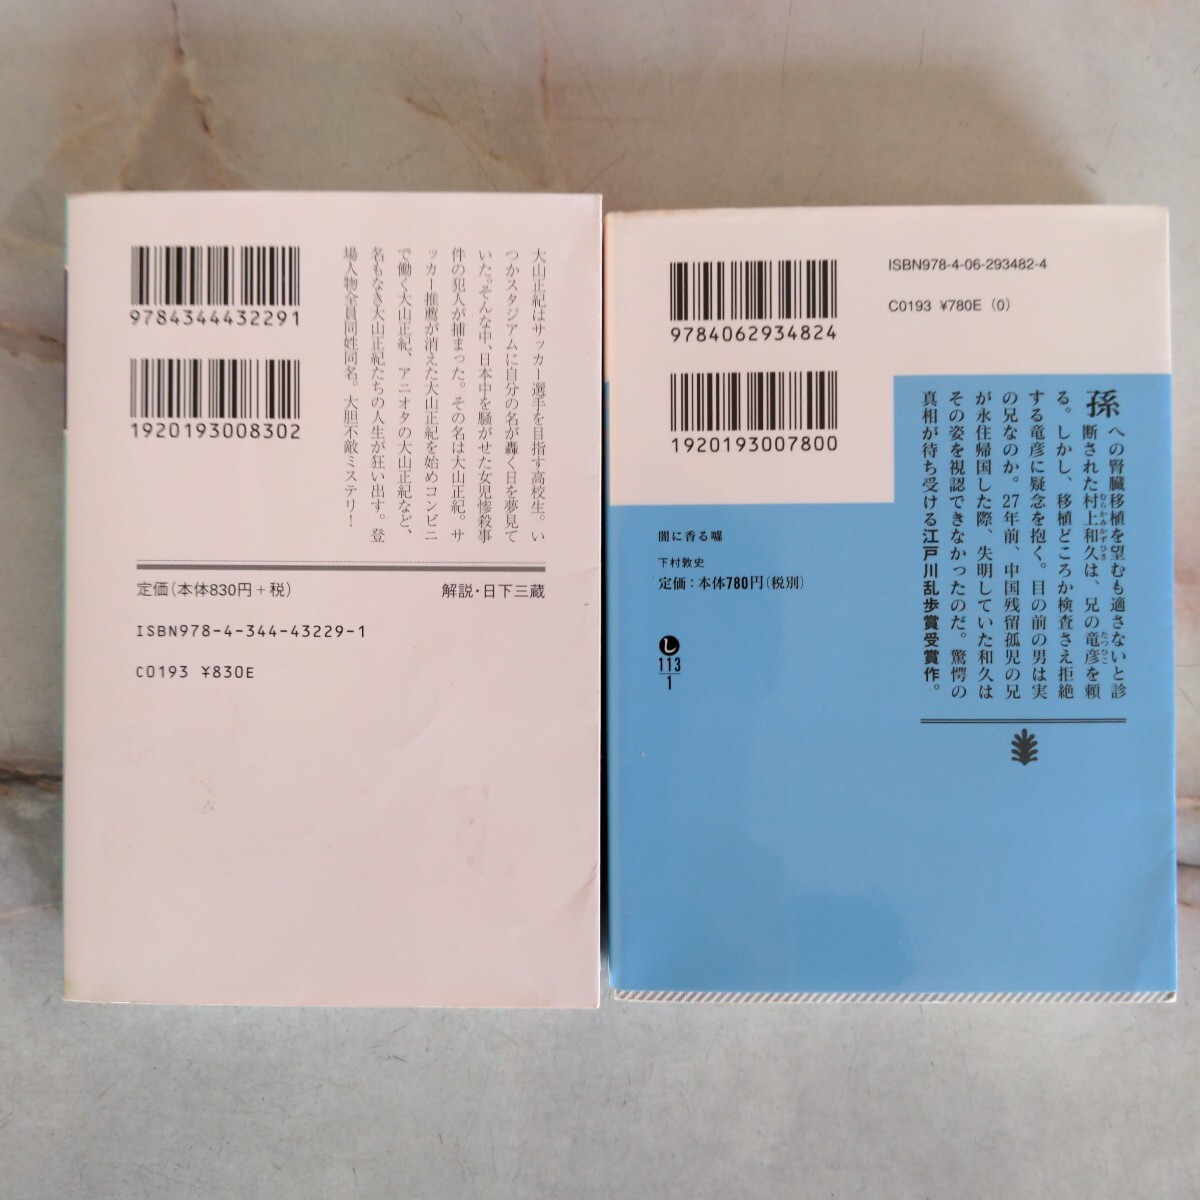 9784344432291
1920193008302
大山正紀はサッカー選手を目指す高校生。い
つかスタジアムに自分の名が轟く日を夢見て
いた。そんな中、日本中を騒がせた女児惨殺事
件の犯人が捕まった。その名は大山正紀。サ
ッカー推薦が消えた大山正紀を始めコンビニ
で働く大山正紀、アニオタの大山正紀など、
名もなき大山正紀たちの人生が狂い出す。登
場人物全員同姓同名。大胆不敵ミステリ！
定価（本体830円＋税）
解説・日下三蔵
ISBN978-4-344-43229-1
C0193 ¥830E
9784062934824
1920193007800
ISBN978-4-06-293482-4
C0193 ¥780E (0)
孫への腎臓移植を望むも適さないと診
断された村上和久は、兄の竜彦を頼
むらかみかずひさ
たつひこ
る。しかし、移植どころか検査さえ拒絶
する竜彦に疑念を抱く。目の前の男は実
の兄なのか。27年前、中国残留孤児の兄
が永住帰国した際、失明していた和久は
その姿を視認できなかったのだ。驚愕の
真相が待ち受ける江戸川乱歩賞受賞作。
闇に香る嘘
下村敦史
定価：本体780円（税別）
し
113
1